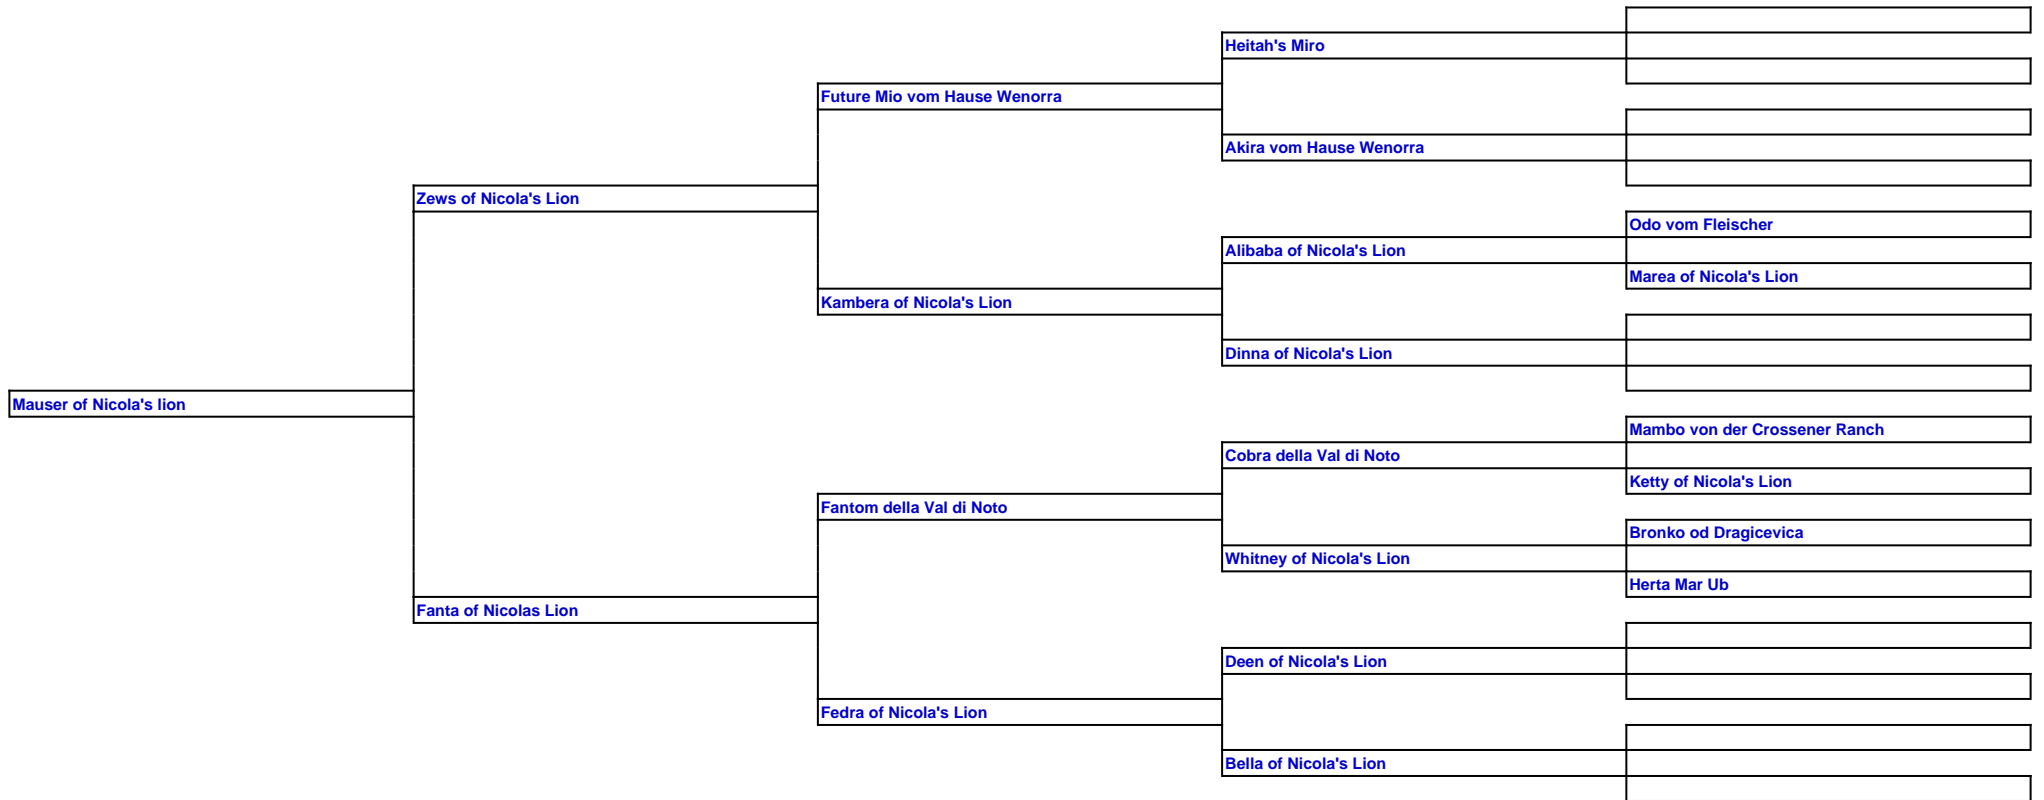 Heitah's Miro
Future Mio vom Hause Wenorra
Akira vom Hause Wenorra
Zews of Nicola's Lion
Odo vom Fleischer
Alibaba of Nicola's Lion
Marea of Nicola's Lion
Kambera of Nicola's Lion
Dinna of Nicola's Lion
Mauser of Nicola's lion
Mambo von der Crossener Ranch
Cobra della Val di Noto
Ketty of Nicola's Lion
Fantom della Val di Noto
Bronko od Dragicevica
Whitney of Nicola's Lion
Herta Mar Ub
Fanta of Nicolas Lion
Deen of Nicola's Lion
Fedra of Nicola's Lion
Bella of Nicola's Lion